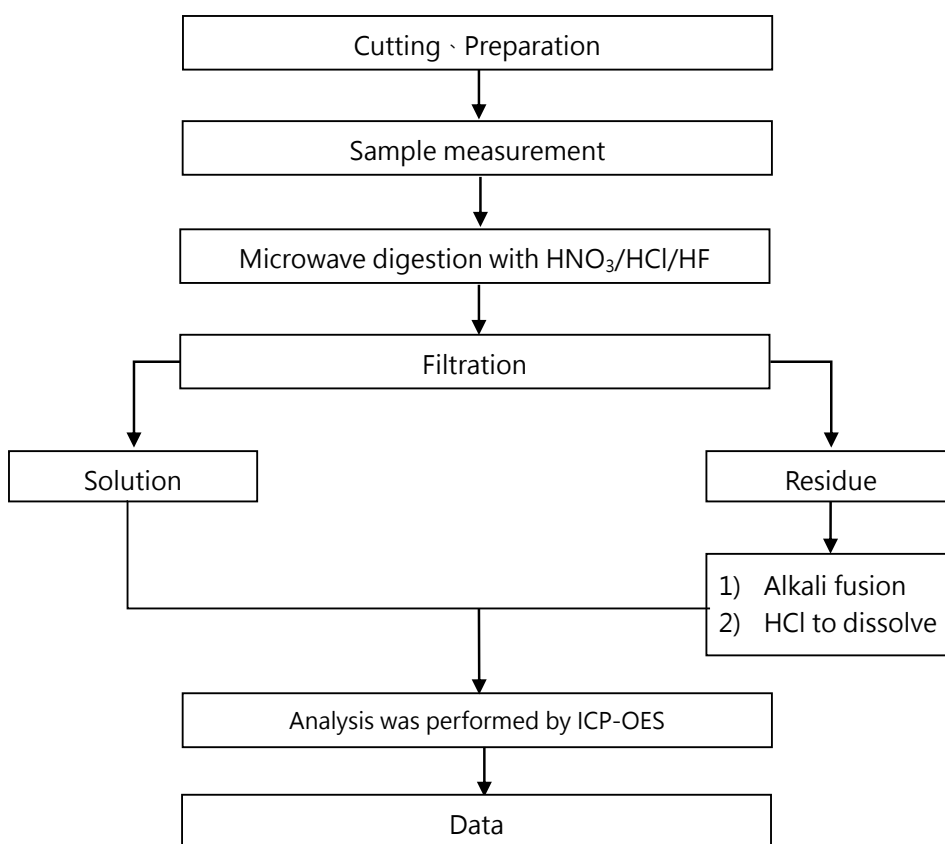 Cutting、Preparation
Sample measurement
Microwave digestion with HNO₃/HCl/HF
Filtration
Solution
Residue
1) Alkali fusion
2) HCl to dissolve
Analysis was performed by ICP-OES
Data